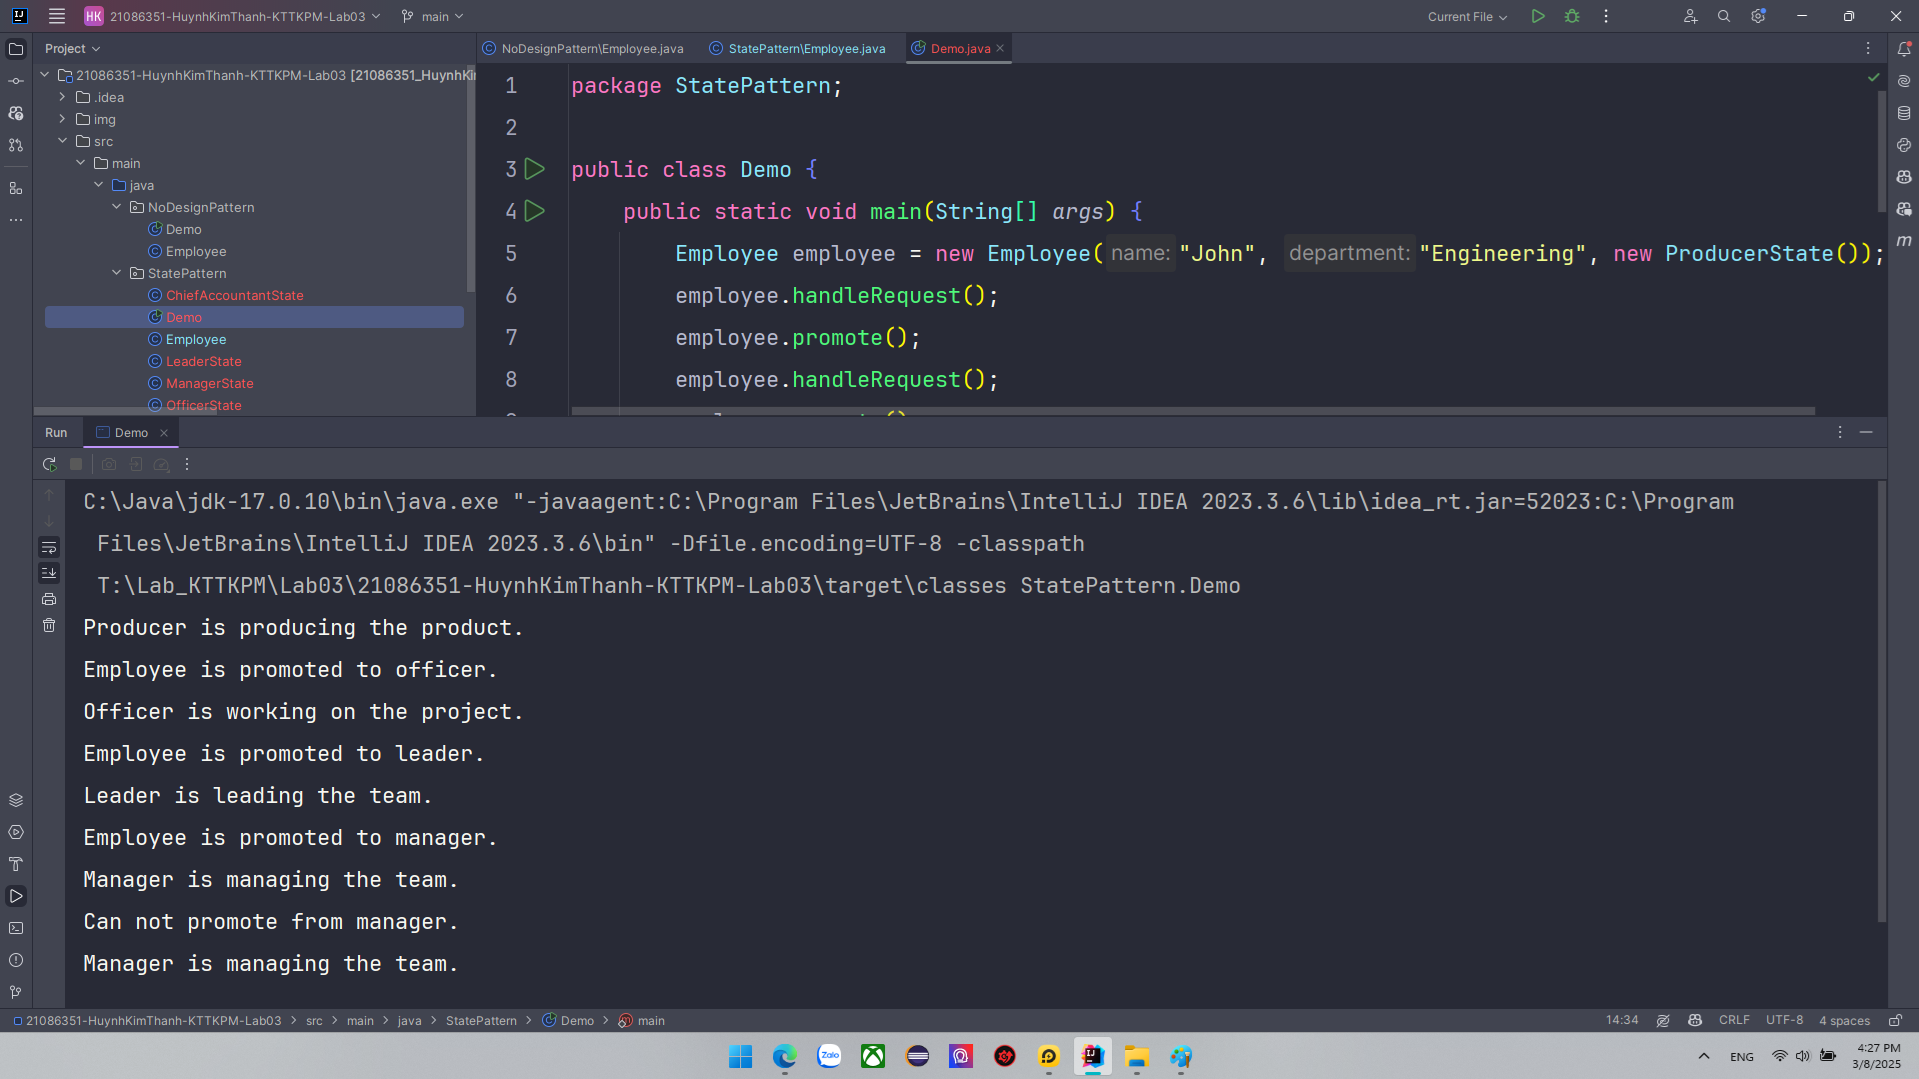 HK 21086351-HuynhKimThanh-KTTKPM-Lab03 main Current File
Project
NoDesignPattern\Employee.java StatePattern\Employee.java Demo.java
21086351-HuynhKimThanh-KTTKPM-Lab03 [21086351_HuynhKi
.idea
img
src
main
java
NoDesignPattern
Demo
Employee
StatePattern
ChiefAccountantState
Demo
Employee
LeaderState
ManagerState
OfficerState
1 package StatePattern;
2
3 public class Demo {
4 public static void main(String[] args) {
5 Employee employee = new Employee( name: "John", department: "Engineering", new ProducerState());
6 employee.handleRequest();
7 employee.promote();
8 employee.handleRequest();
Run Demo
C:\Java\jdk-17.0.10\bin\java.exe "-javaagent:C:\Program Files\JetBrains\IntelliJ IDEA 2023.3.6\lib\idea_rt.jar=52023:C:\Program
Files\JetBrains\IntelliJ IDEA 2023.3.6\bin" -Dfile.encoding=UTF-8 -classpath
T:\Lab_KTTKPM\Lab03\21086351-HuynhKimThanh-KTTKPM-Lab03\target\classes StatePattern.Demo
Producer is producing the product.
Employee is promoted to officer.
Officer is working on the project.
Employee is promoted to leader.
Leader is leading the team.
Employee is promoted to manager.
Manager is managing the team.
Can not promote from manager.
Manager is managing the team.
21086351-HuynhKimThanh-KTTKPM-Lab03 > src > main > java > StatePattern > Demo > main 14:34 CRLF UTF-8 4 spaces
Zalo
ENG
4:27 PM
3/8/2025